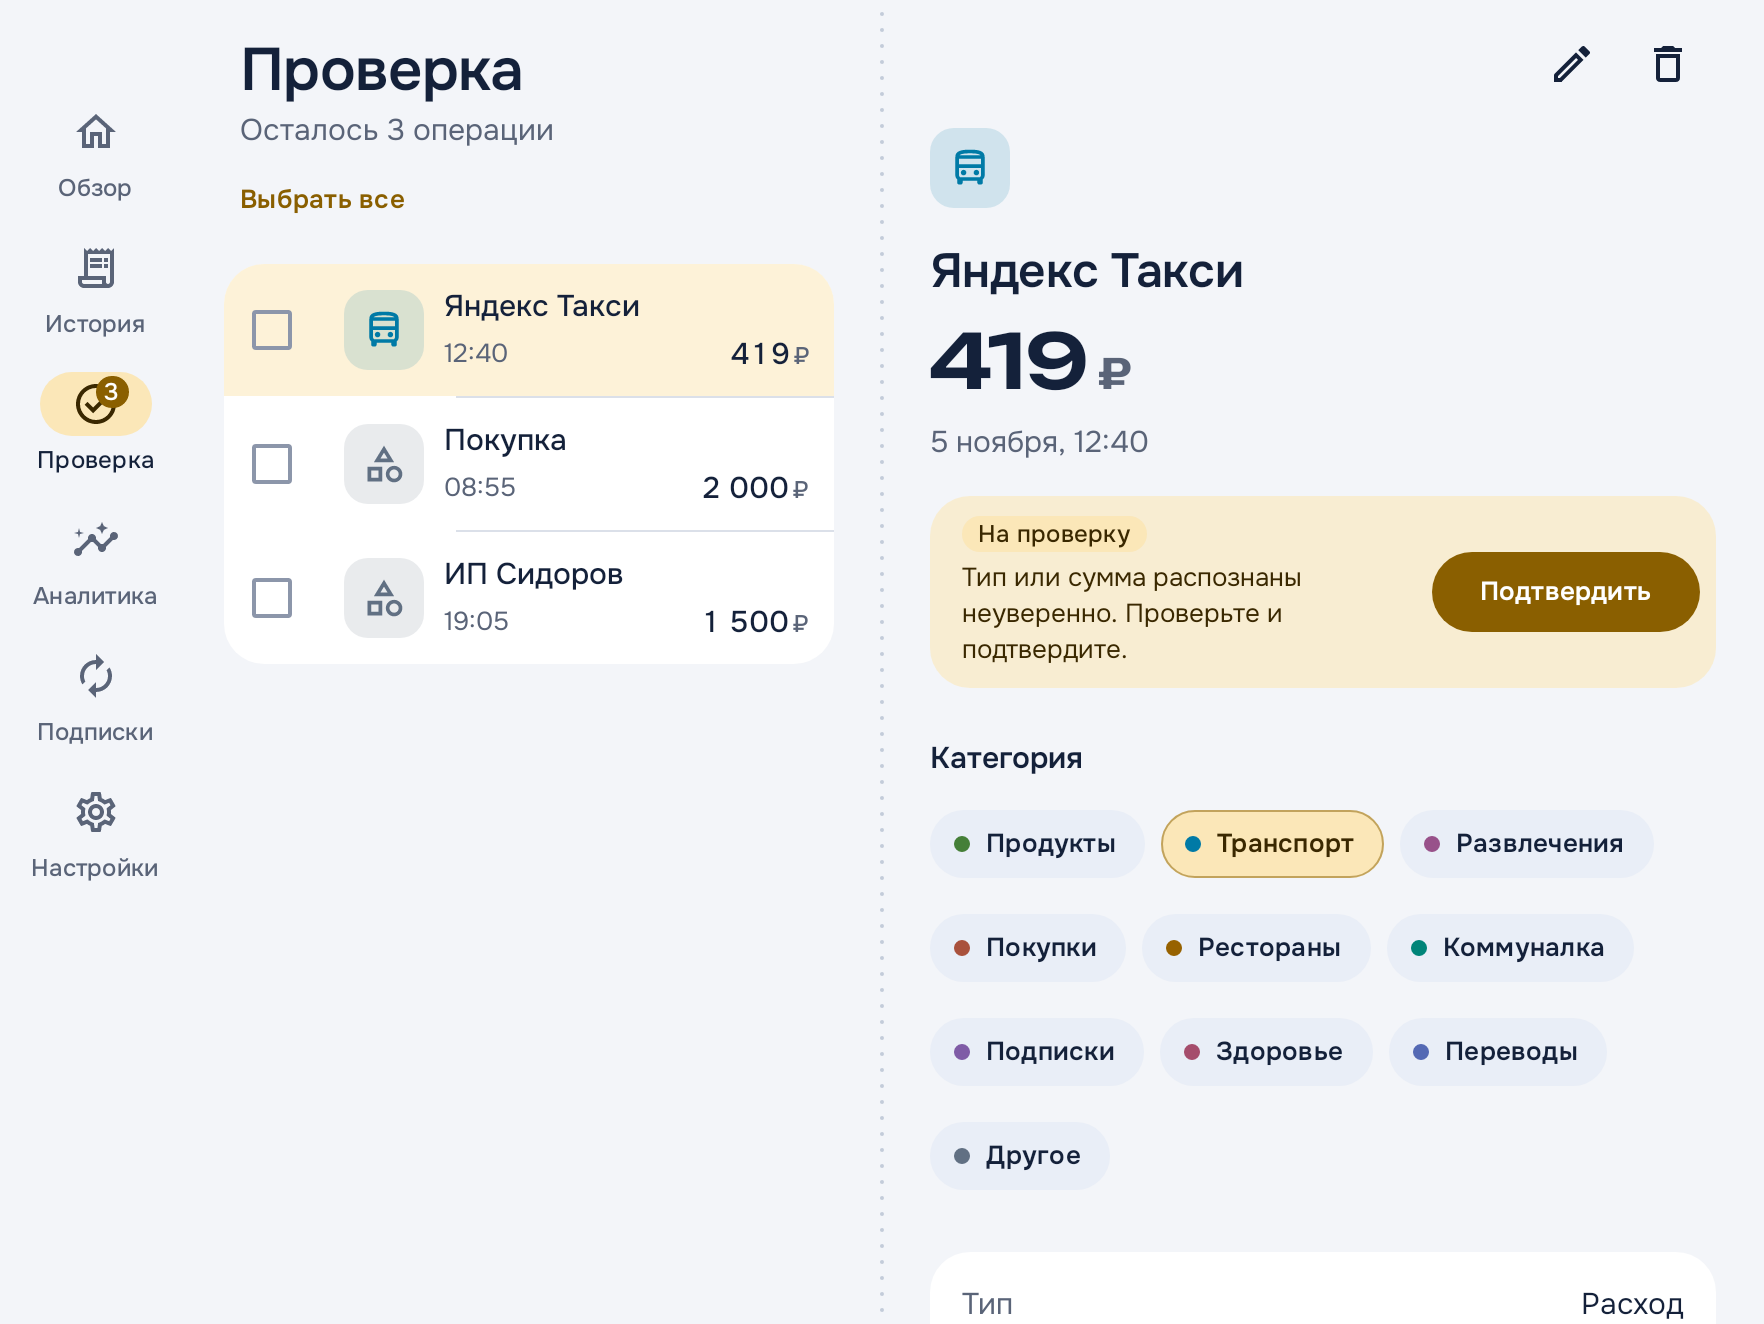 Обзор
История
3
Проверка
Аналитика
Подписки
Настройки
Проверка
Осталось 3 операции
Выбрать все
Яндекс Такси
12:40
419 ₽
Покупка
08:55
2 000 ₽
ИП Сидоров
19:05
1 500 ₽
Яндекс Такси
419 ₽
5 ноября, 12:40
На проверку
Тип или сумма распознаны
неуверенно. Проверьте и
подтвердите.
Подтвердить
Категория
Продукты
Транспорт
Развлечения
Покупки
Рестораны
Коммуналка
Подписки
Здоровье
Переводы
Другое
Тип
Расход